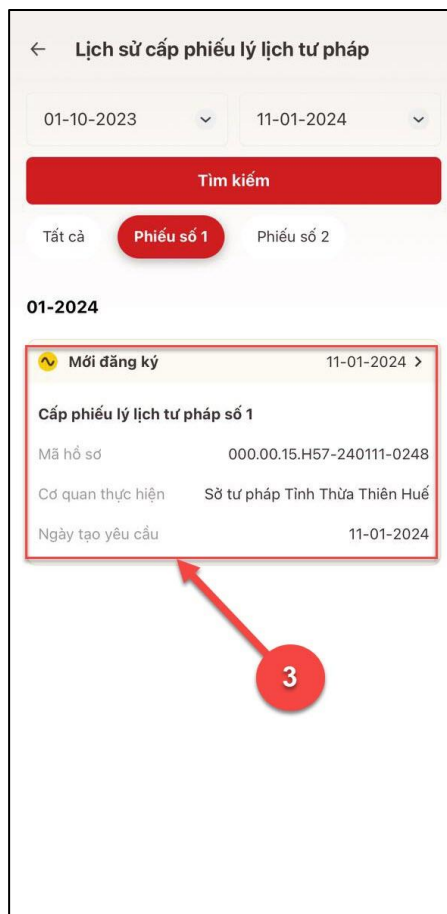 Lịch sử cấp phiếu lý lịch tư pháp
01-10-2023 11-01-2024
Tìm kiếm
Tất cả Phiếu số 1 Phiếu số 2
01-2024
Mới đăng ký 11-01-2024
Cấp phiếu lý lịch tư pháp số 1
Mã hồ sơ 000.00.15.H57-240111-0248
Cơ quan thực hiện Sở tư pháp Tỉnh Thừa Thiên Huế
Ngày tạo yêu cầu 11-01-2024
3